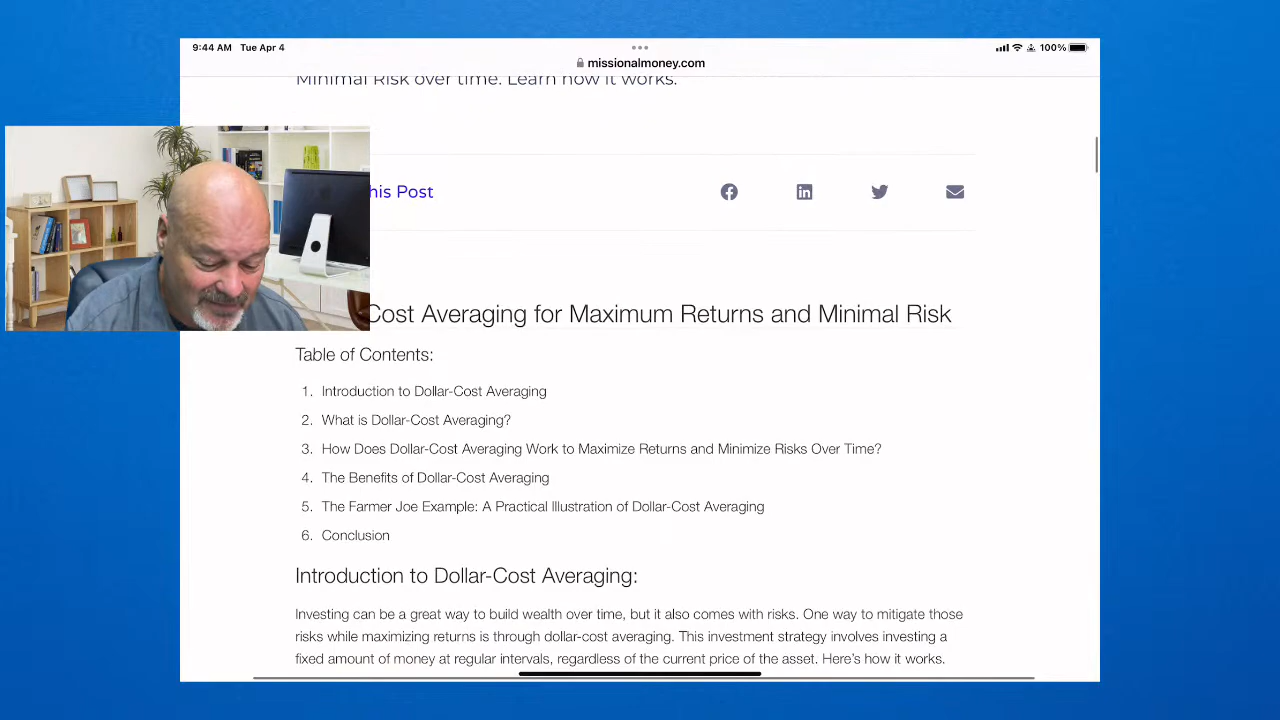 9:44 AM Tue Apr 4
100%
missionalmoney.com
Minimal Risk over time. Learn how it works.
his Post
Cost Averaging for Maximum Returns and Minimal Risk
Table of Contents:
1. Introduction to Dollar-Cost Averaging
2. What is Dollar-Cost Averaging?
3. How Does Dollar-Cost Averaging Work to Maximize Returns and Minimize Risks Over Time?
4. The Benefits of Dollar-Cost Averaging
5. The Farmer Joe Example: A Practical Illustration of Dollar-Cost Averaging
6. Conclusion
Introduction to Dollar-Cost Averaging:
Investing can be a great way to build wealth over time, but it also comes with risks. One way to mitigate those
risks while maximizing returns is through dollar-cost averaging. This investment strategy involves investing a
fixed amount of money at regular intervals, regardless of the current price of the asset. Here's how it works.